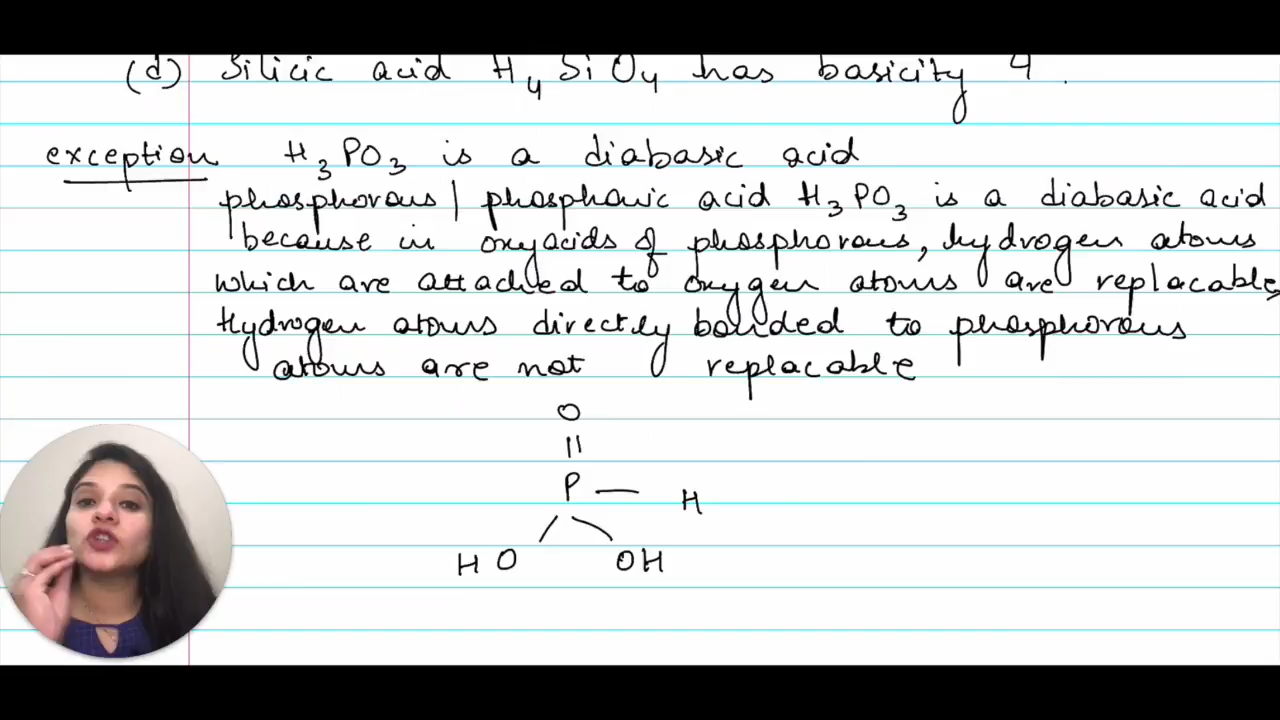 (d) Silicic acid H₄SiO₄ has basicity 4.
exception H₃PO₃ is a diabasic acid
phosphorous | phosphonic acid H₃PO₃ is a diabasic acid
because in oxyacids of phosphorous, hydrogen atoms
which are attached to oxygen atoms are replacable,
Hydrogen atoms directly bonded to phosphorous
atoms are not replacable
O
||
P — H
HO OH